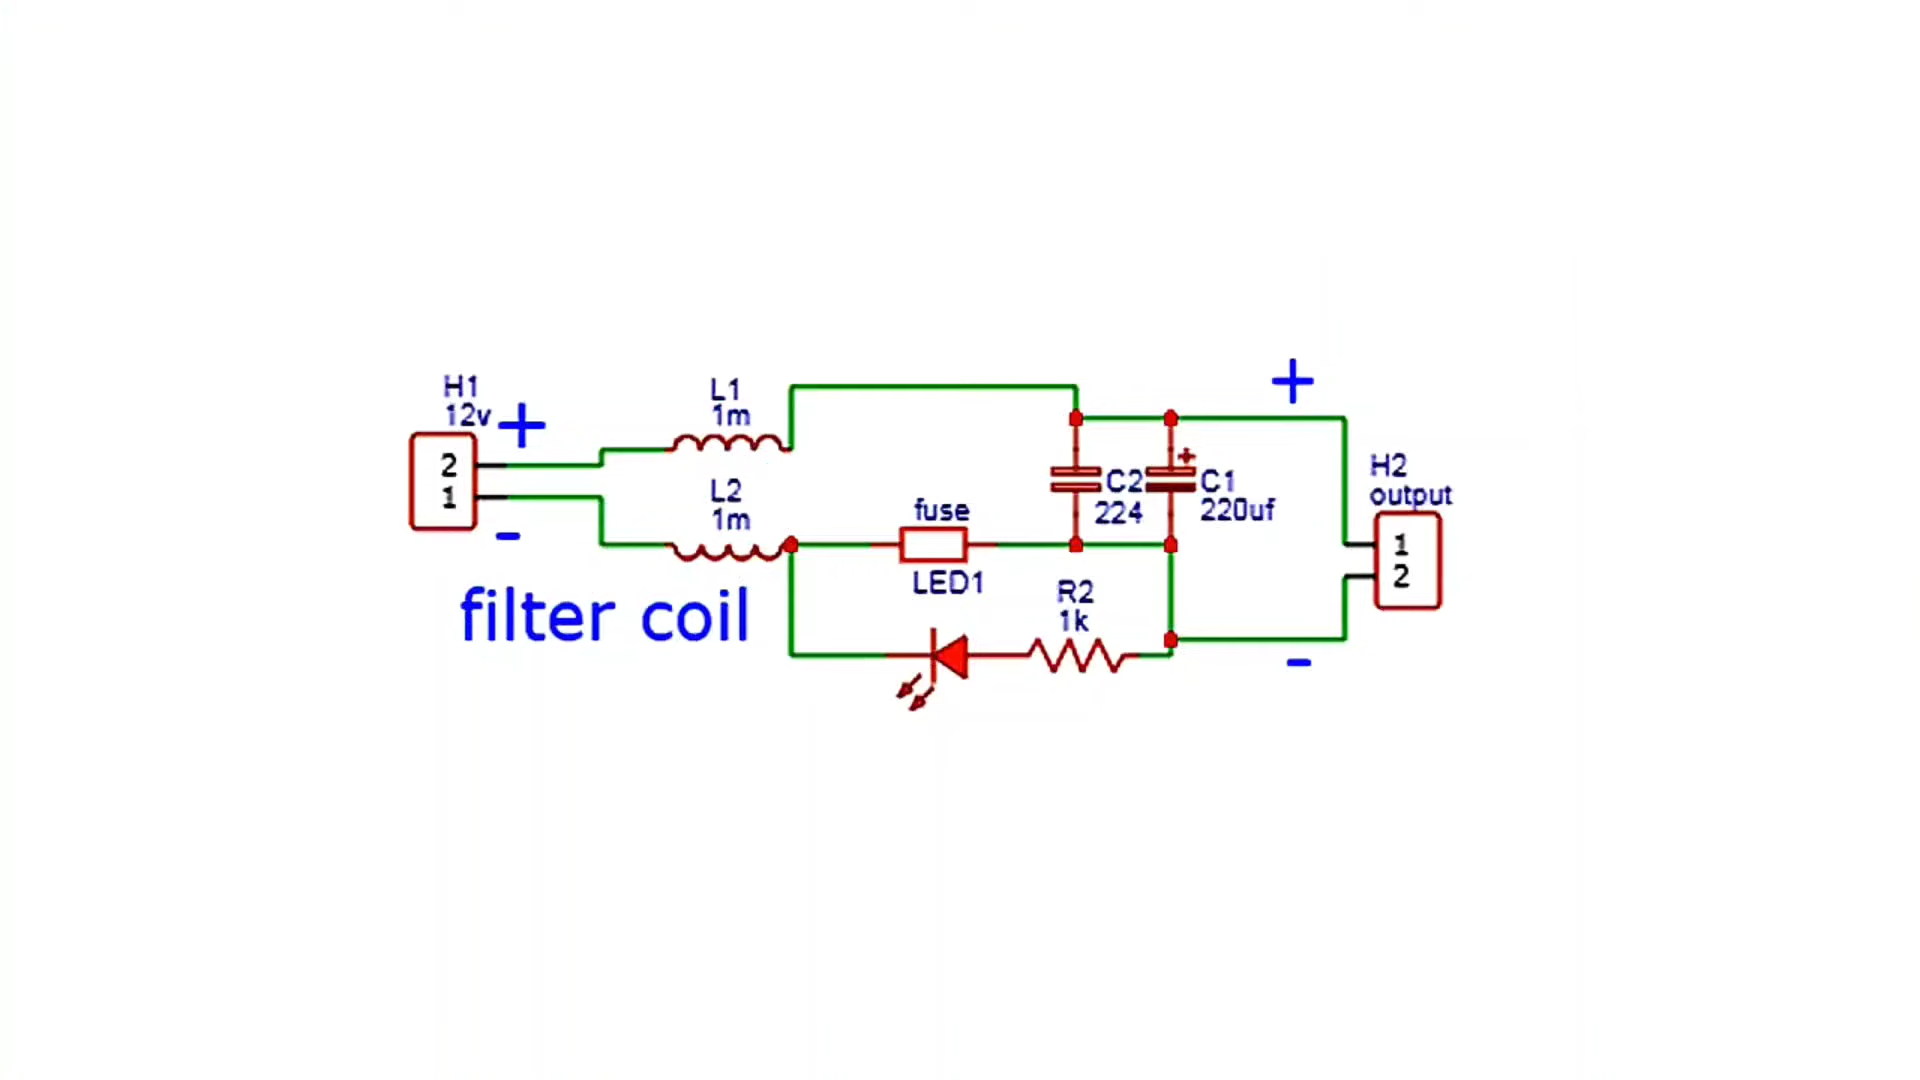 H1
12v
+
2
1
-
L1
1m
L2
1m
filter coil
fuse
LED1
R2
1k
C2
224
+
C1
220uf
+
H2
output
1
2
-